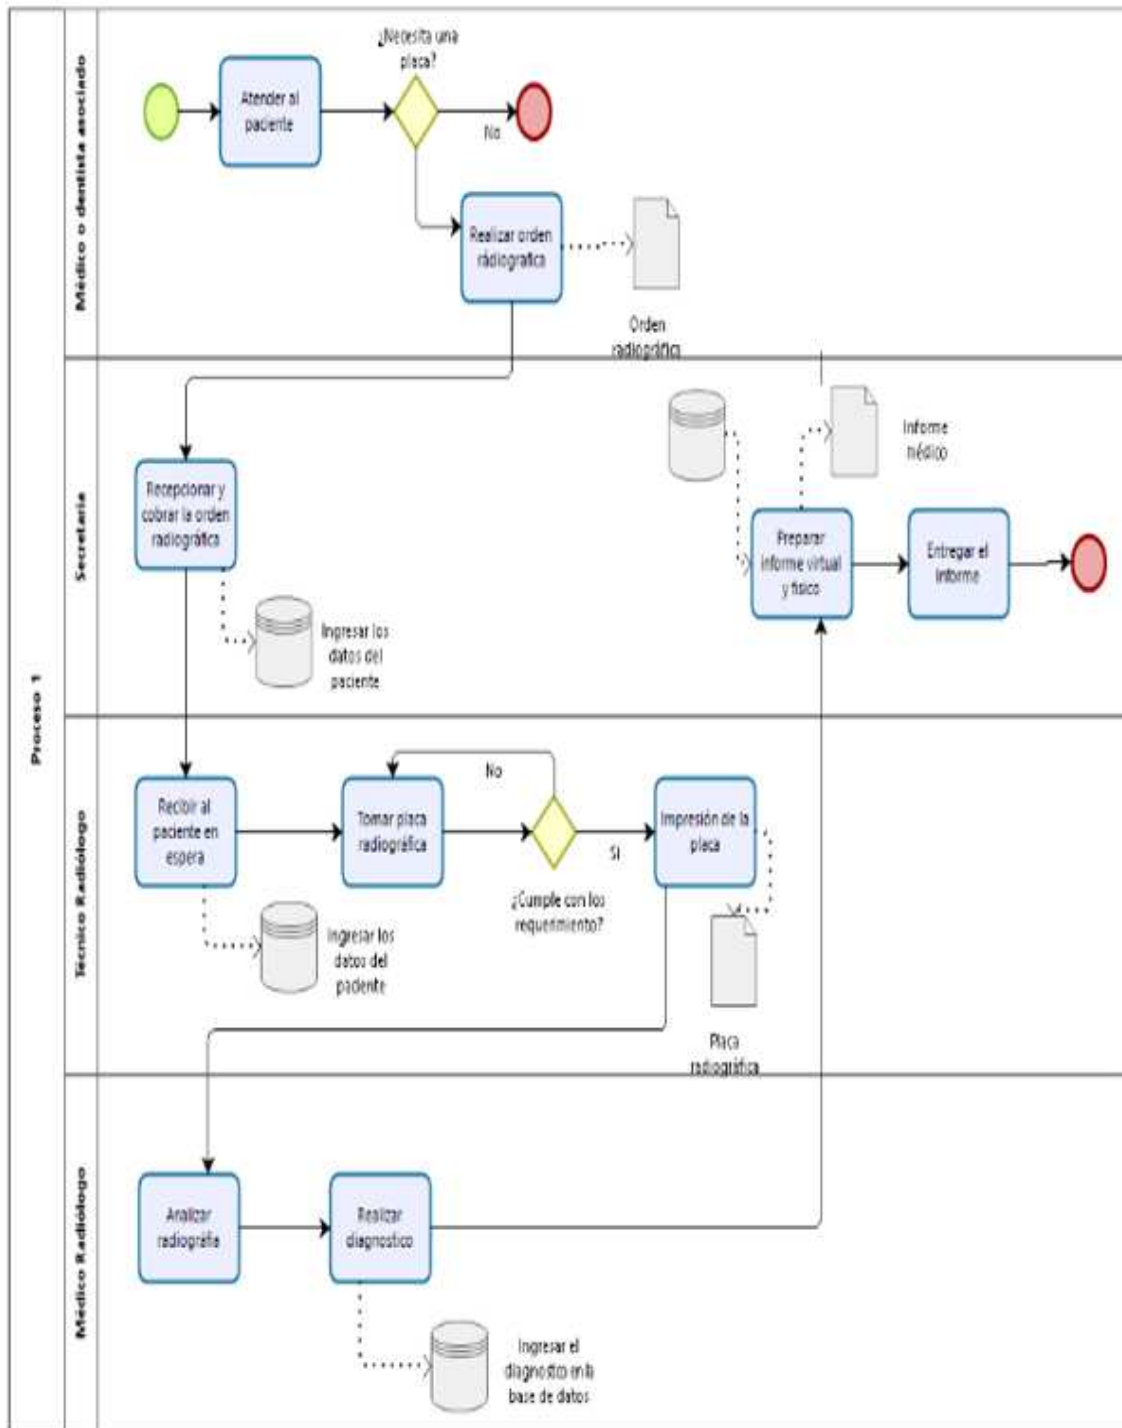 Proceso 1
Médico o dentista asociado
¿Necesita una
placa?
Atender al
paciente
No
Realizar orden
rádiografica
Orden
radiográfica
Secretaria
Recepcionar y
cobrar la orden
radiográfica
Ingresar los
datos del
paciente
Informe
médico
Preparar
informe virtual
y fisico
Entregar el
informe
Técnico Radiólogo
Recibir al
paciente en
espera
Ingresar los
datos del
paciente
Tomar placa
radiográfica
No
¿Cumple con los
requerimiento?
SI
Impresión de la
placa
Placa
radiográfica
Médico Radiólogo
Analizar
radiográfia
Realizar
diagnostico
Ingresar el
diagnostico en la
base de datos